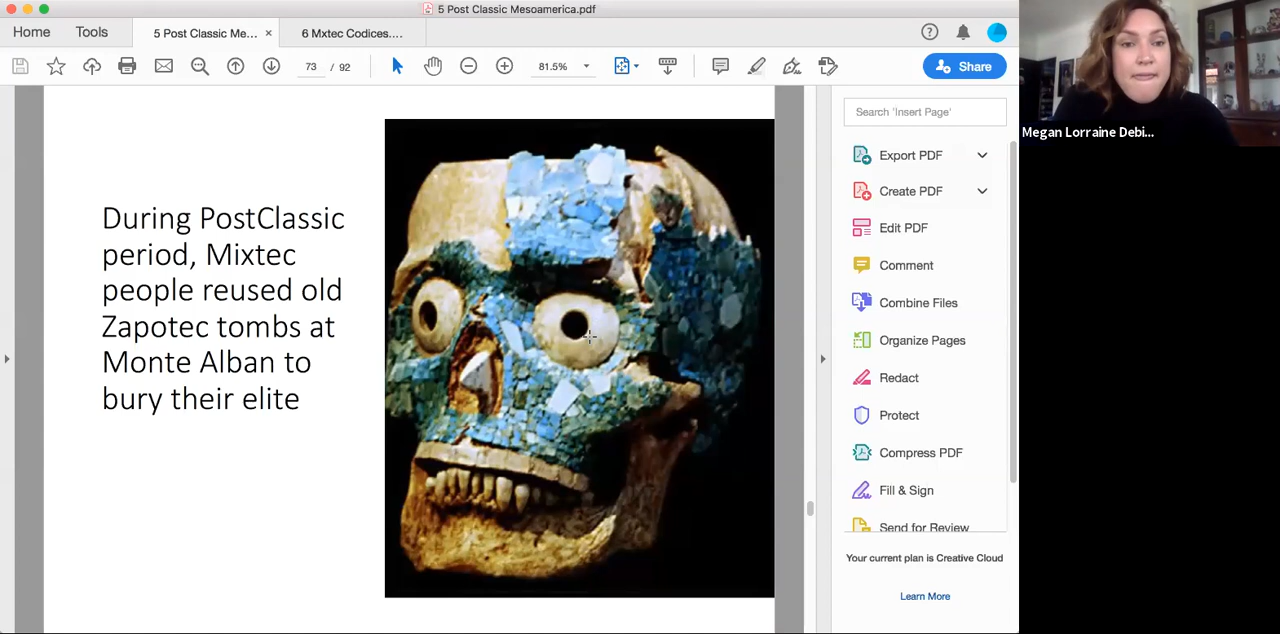 5 Post Classic Mesoamerica.pdf
Home
Tools
5 Post Classic Me... ×
6 Mxtec Codices....
73 / 92
81.5%
Share
During PostClassic
period, Mixtec
people reused old
Zapotec tombs at
Monte Alban to
bury their elite
Search 'Insert Page'
Export PDF
Create PDF
Edit PDF
Comment
Combine Files
Organize Pages
Redact
Protect
Compress PDF
Fill & Sign
Send for Review
Your current plan is Creative Cloud
Learn More
Megan Lorraine Debi...